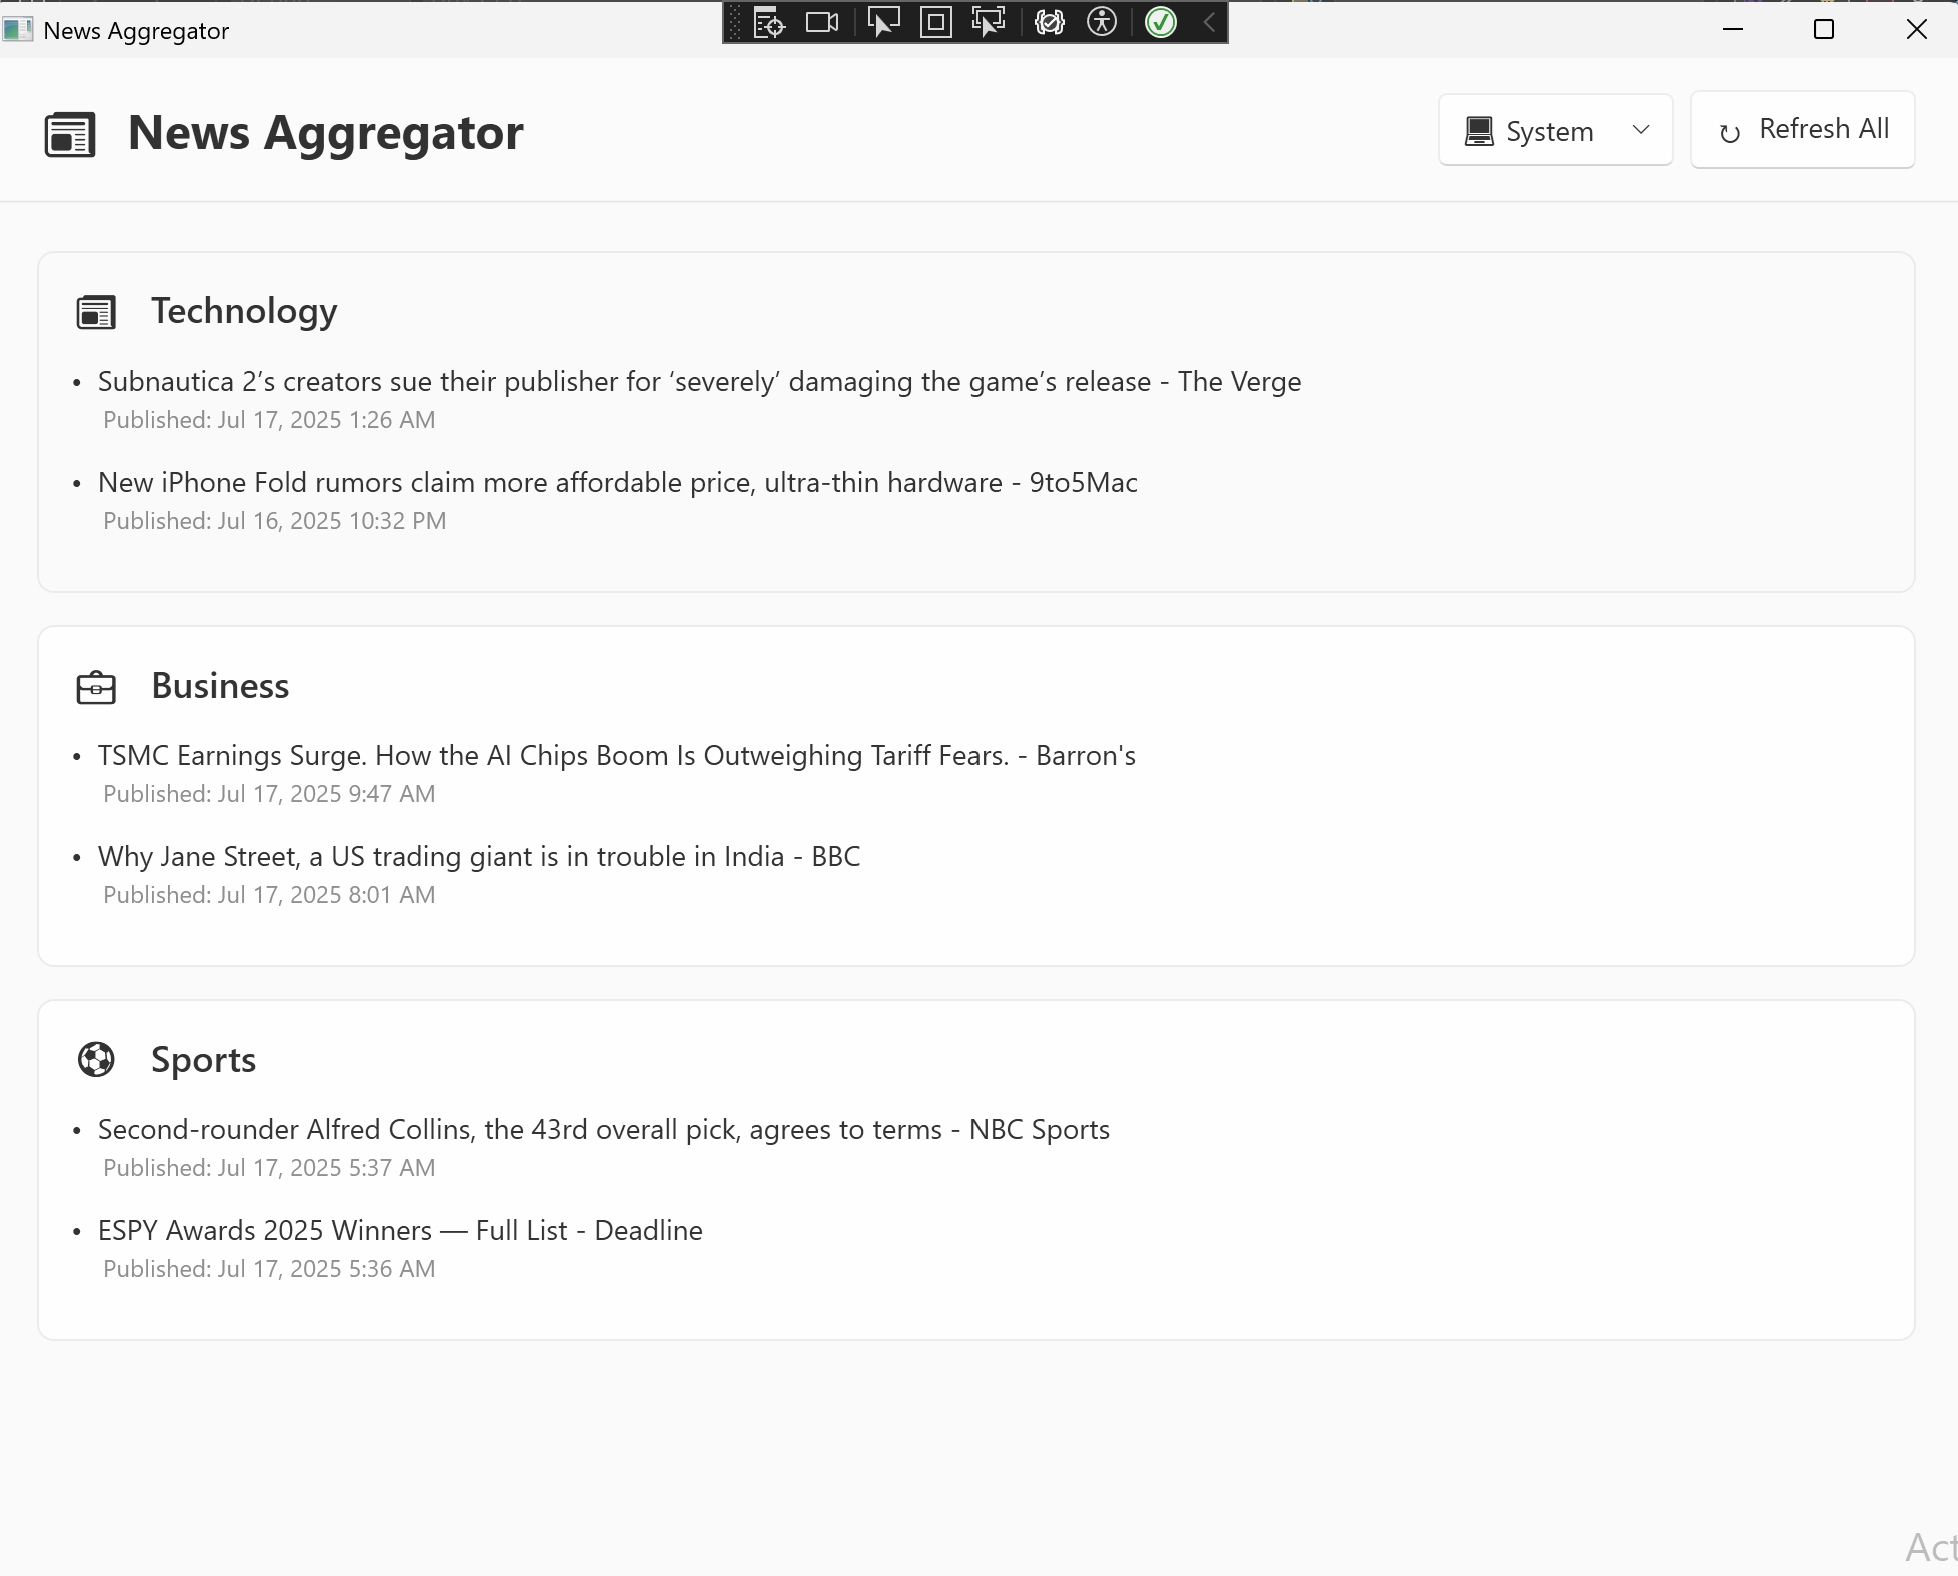 News Aggregator
News Aggregator
System
Refresh All
Technology
• Subnautica 2’s creators sue their publisher for ‘severely’ damaging the game’s release - The Verge
Published: Jul 17, 2025 1:26 AM
• New iPhone Fold rumors claim more affordable price, ultra-thin hardware - 9to5Mac
Published: Jul 16, 2025 10:32 PM
Business
• TSMC Earnings Surge. How the AI Chips Boom Is Outweighing Tariff Fears. - Barron's
Published: Jul 17, 2025 9:47 AM
• Why Jane Street, a US trading giant is in trouble in India - BBC
Published: Jul 17, 2025 8:01 AM
Sports
• Second-rounder Alfred Collins, the 43rd overall pick, agrees to terms - NBC Sports
Published: Jul 17, 2025 5:37 AM
• ESPY Awards 2025 Winners — Full List - Deadline
Published: Jul 17, 2025 5:36 AM
Act